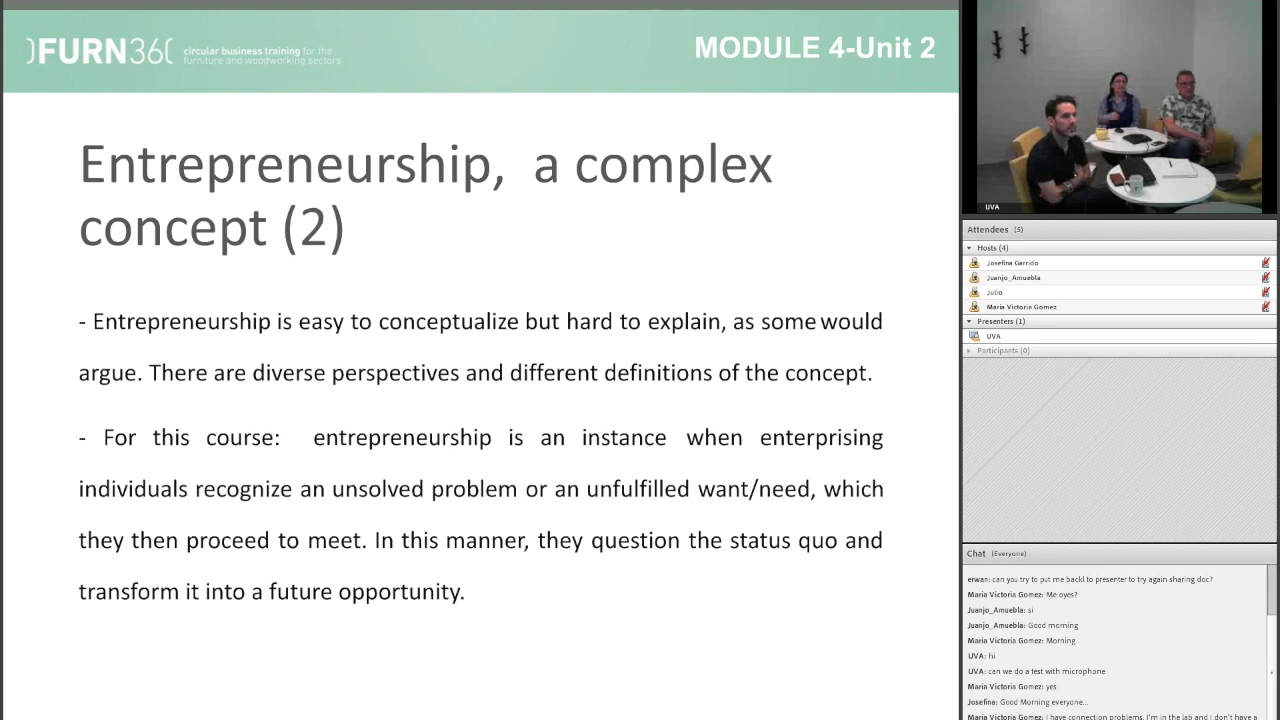 )FURN36(
circular business training for the
furniture and woodworking sectors
MODULE 4-Unit 2
Entrepreneurship, a complex
concept (2)
- Entrepreneurship is easy to conceptualize but hard to explain, as some would
argue. There are diverse perspectives and different definitions of the concept.
- For this course: entrepreneurship is an instance when enterprising
individuals recognize an unsolved problem or an unfulfilled want/need, which
they then proceed to meet. In this manner, they question the status quo and
transform it into a future opportunity.
UVA
Attendees (5)
Hosts (4)
Josefina Garrido
Juanjo_Amuebla
Julio
Maria Victoria Gomez
Presenters (1)
UVA
Participants (0)
Chat (Everyone)
erwan: can you try to put me backl to presenter to try again sharing doc?
Maria Victoria Gomez: Me oyes?
Juanjo_Amuebla: si
Juanjo_Amuebla: Good morning
Maria Victoria Gomez: Morning
UVA: hi
UVA: can we do a test with microphone
Maria Victoria Gomez: yes
Josefina: Good Morning everyone...
Maria Victoria Gomez: I have connection problems, I'm in the lab and I don't have a